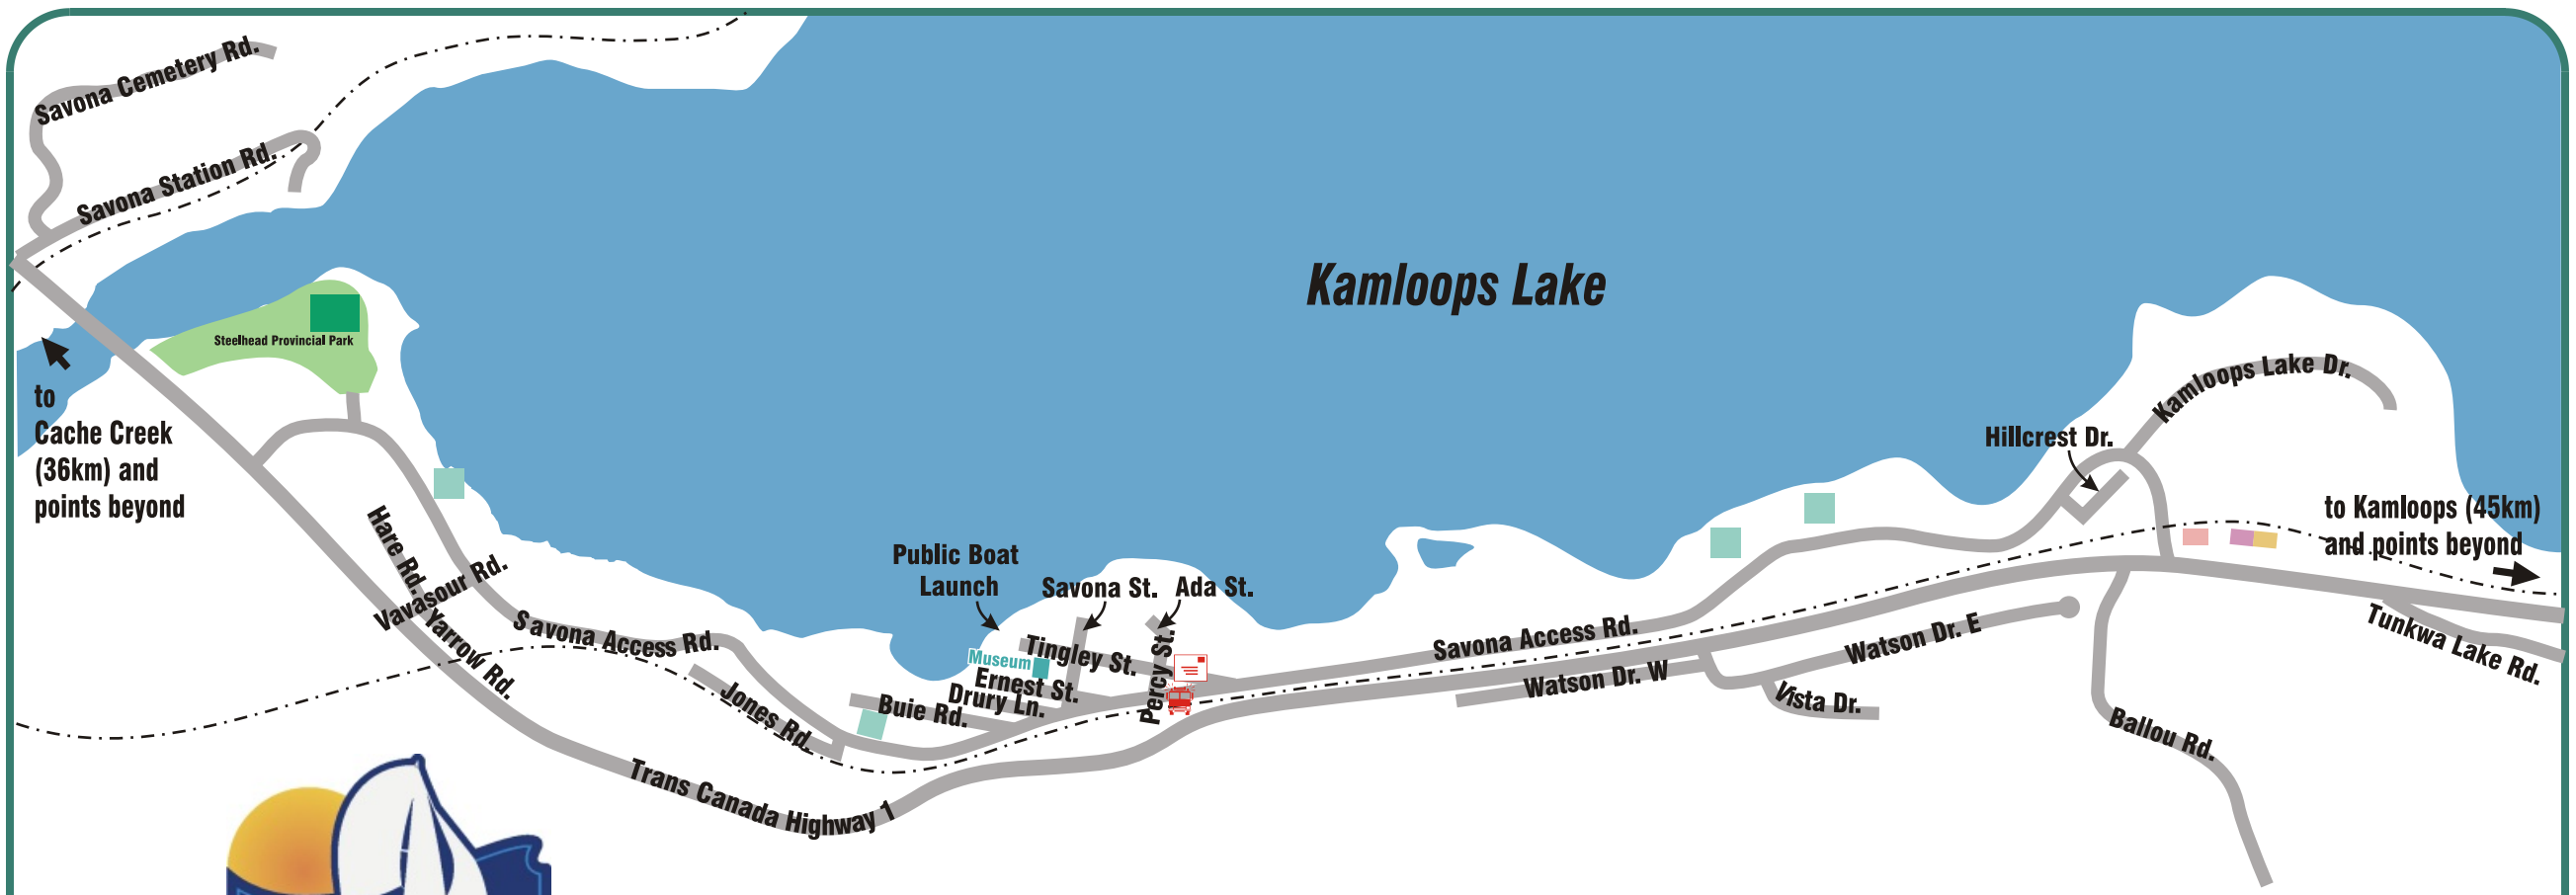 Savona Cemetery Rd.
Savona Station Rd.
Kamloops Lake
Steelhead Provincial Park
to
Cache Creek
(36km) and
points beyond
Kamloops Lake Dr.
Hillcrest Dr.
to Kamloops (45km)
and points beyond
Hare Rd.
Vavasour Rd.
Yarrow Rd.
Savona Access Rd.
Public Boat
Launch
Savona St.
Ada St.
Tingley St.
Museum
Percy St.
Ernest St.
Drury Ln.
Buie Rd.
Jones Rd.
Savona Access Rd.
Watson Dr. W
Watson Dr. E
Vista Dr.
Tunkwa Lake Rd.
Ballou Rd.
Trans Canada Highway 1